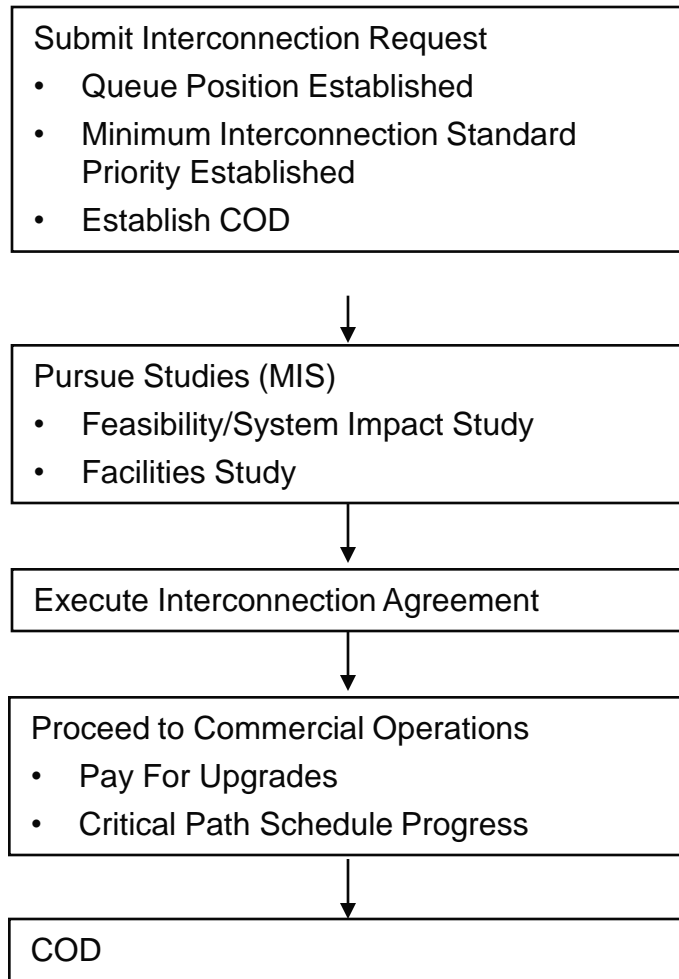 Submit Interconnection Request
• Queue Position Established
• Minimum Interconnection Standard
Priority Established
• Establish COD
Pursue Studies (MIS)
• Feasibility/System Impact Study
• Facilities Study
Execute Interconnection Agreement
Proceed to Commercial Operations
• Pay For Upgrades
• Critical Path Schedule Progress
COD